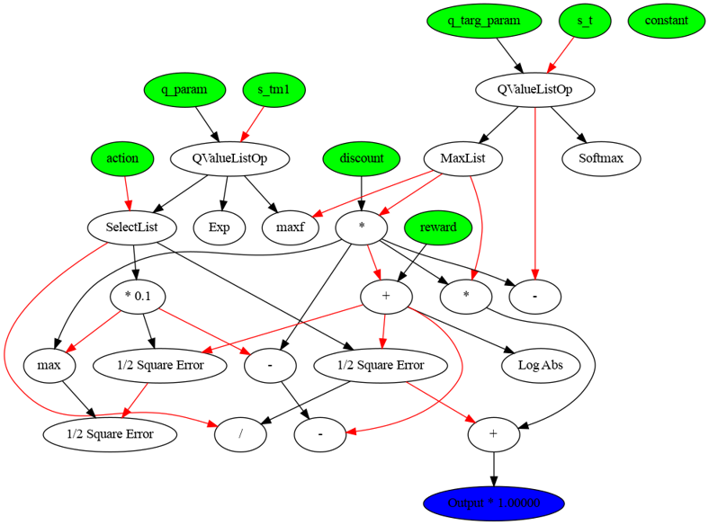 q_targ_param
s_t
constant
q_param
s_tm1
QValueListOp
action
QValueListOp
discount
MaxList
Softmax
SelectList
Exp
maxf
*
reward
* 0.1
+
*
-
max
1/2 Square Error
-
1/2 Square Error
Log Abs
1/2 Square Error
/
-
+
Output * 1.00000